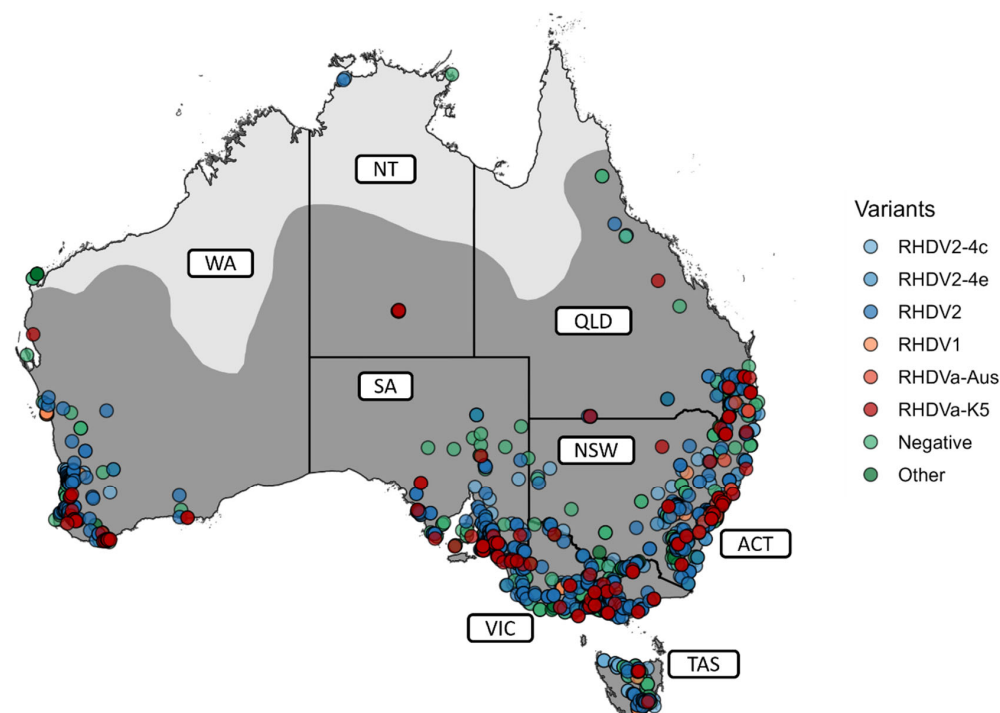 NT
WA
QLD
SA
NSW
ACT
VIC
TAS
Variants
RHDV2-4c
RHDV2-4e
RHDV2
RHDV1
RHDVa-Aus
RHDVa-K5
Negative
Other